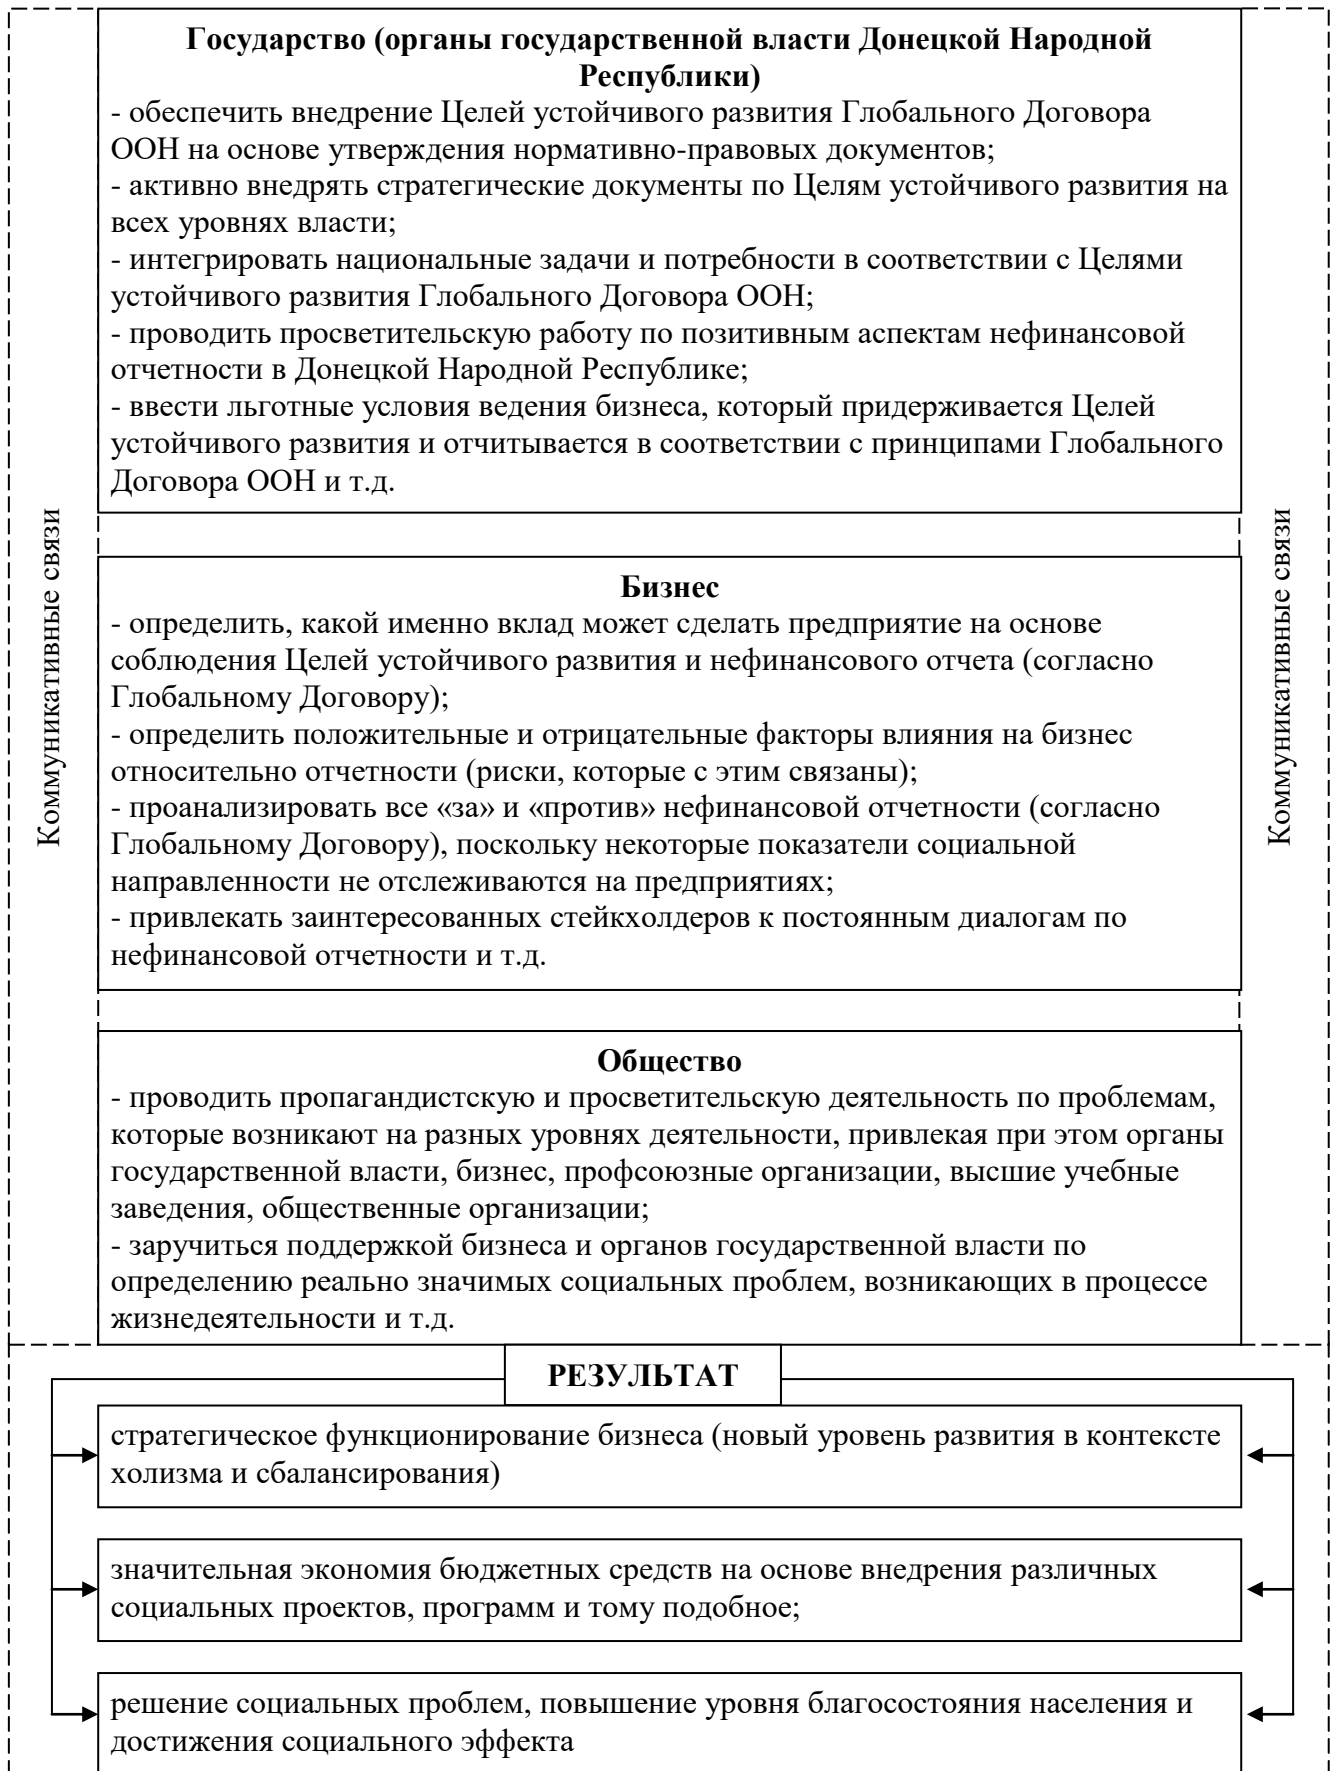 Государство (органы государственной власти Донецкой Народной
Республики)
- обеспечить внедрение Целей устойчивого развития Глобального Договора
ООН на основе утверждения нормативно-правовых документов;
- активно внедрять стратегические документы по Целям устойчивого развития на
всех уровнях власти;
- интегрировать национальные задачи и потребности в соответствии с Целями
устойчивого развития Глобального Договора ООН;
- проводить просветительскую работу по позитивным аспектам нефинансовой
отчетности в Донецкой Народной Республике;
- ввести льготные условия ведения бизнеса, который придерживается Целей
устойчивого развития и отчитывается в соответствии с принципами Глобального
Договора ООН и т.д.
Коммуникативные связи
Коммуникативные связи
Бизнес
- определить, какой именно вклад может сделать предприятие на основе
соблюдения Целей устойчивого развития и нефинансового отчета (согласно
Глобальному Договору);
- определить положительные и отрицательные факторы влияния на бизнес
относительно отчетности (риски, которые с этим связаны);
- проанализировать все «за» и «против» нефинансовой отчетности (согласно
Глобальному Договору), поскольку некоторые показатели социальной
направленности не отслеживаются на предприятиях;
- привлекать заинтересованных стейкхолдеров к постоянным диалогам по
нефинансовой отчетности и т.д.
Общество
- проводить пропагандистскую и просветительскую деятельность по проблемам,
которые возникают на разных уровнях деятельности, привлекая при этом органы
государственной власти, бизнес, профсоюзные организации, высшие учебные
заведения, общественные организации;
- заручиться поддержкой бизнеса и органов государственной власти по
определению реально значимых социальных проблем, возникающих в процессе
жизнедеятельности и т.д.
РЕЗУЛЬТАТ
стратегическое функционирование бизнеса (новый уровень развития в контексте
холизма и сбалансирования)
значительная экономия бюджетных средств на основе внедрения различных
социальных проектов, программ и тому подобное;
решение социальных проблем, повышение уровня благосостояния населения и
достижения социального эффекта